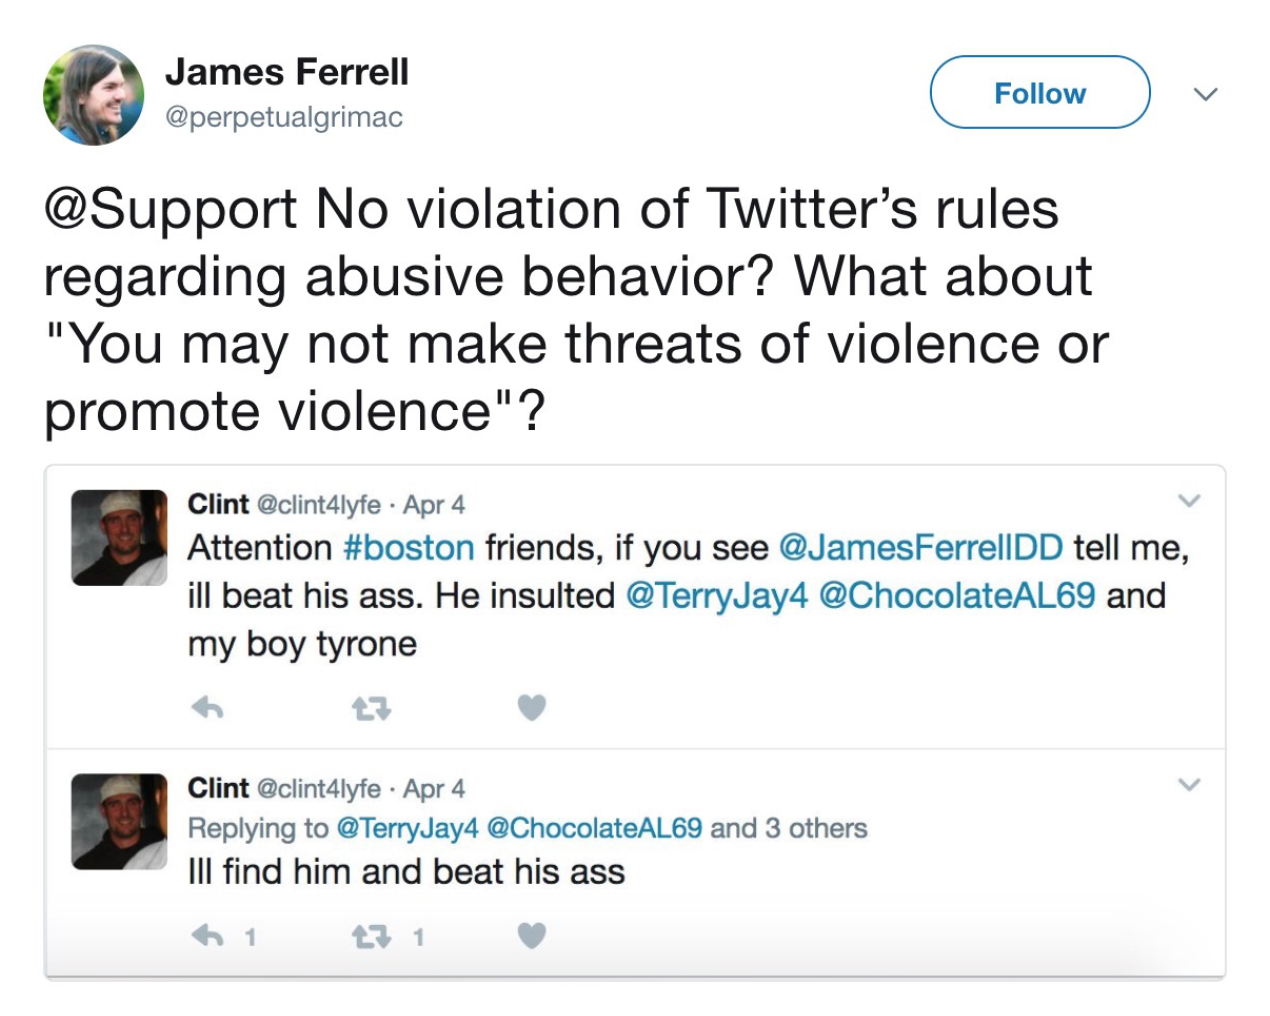 James Ferrell
@perpetualgrimac
Follow
@Support No violation of Twitter’s rules
regarding abusive behavior? What about
"You may not make threats of violence or
promote violence"?
Clint @clint4lyfe · Apr 4
Attention #boston friends, if you see @JamesFerrellDD tell me,
ill beat his ass. He insulted @TerryJay4 @ChocolateAL69 and
my boy tyrone
Clint @clint4lyfe · Apr 4
Replying to @TerryJay4 @ChocolateAL69 and 3 others
Ill find him and beat his ass
1 1